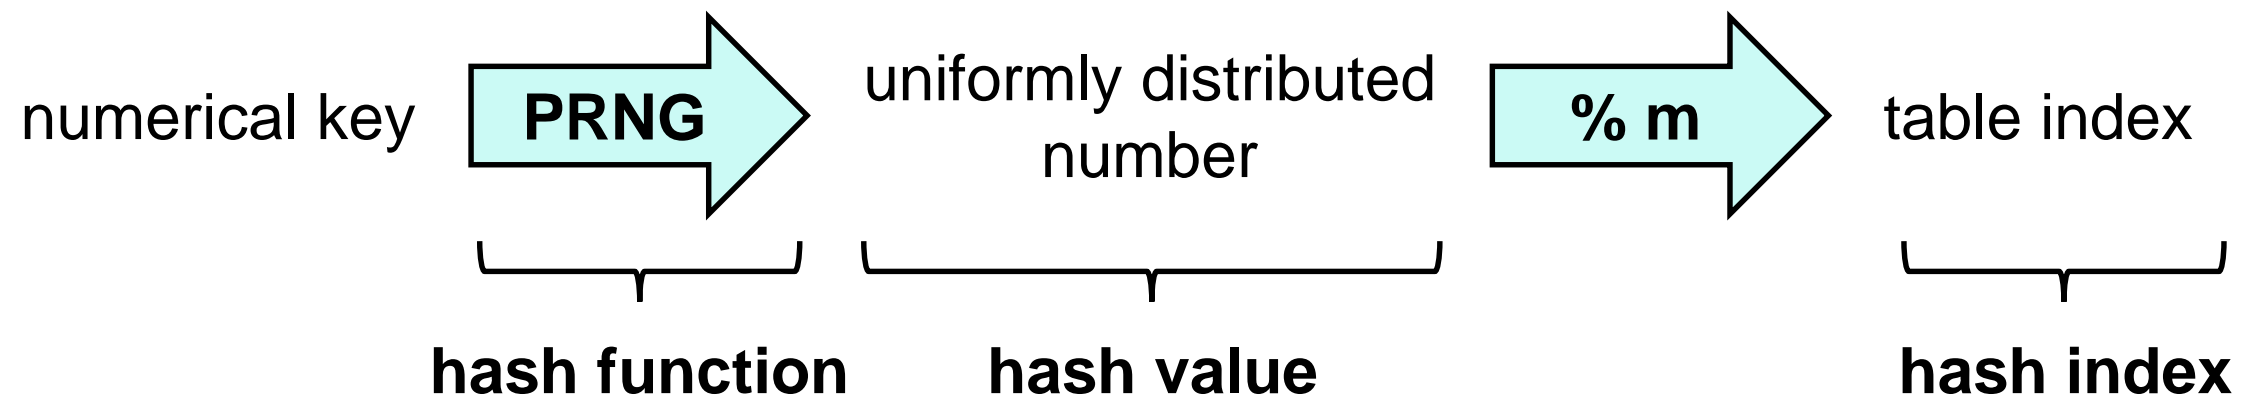 numerical key
PRNG
uniformly distributed
number
% m
table index
hash function
hash value
hash index